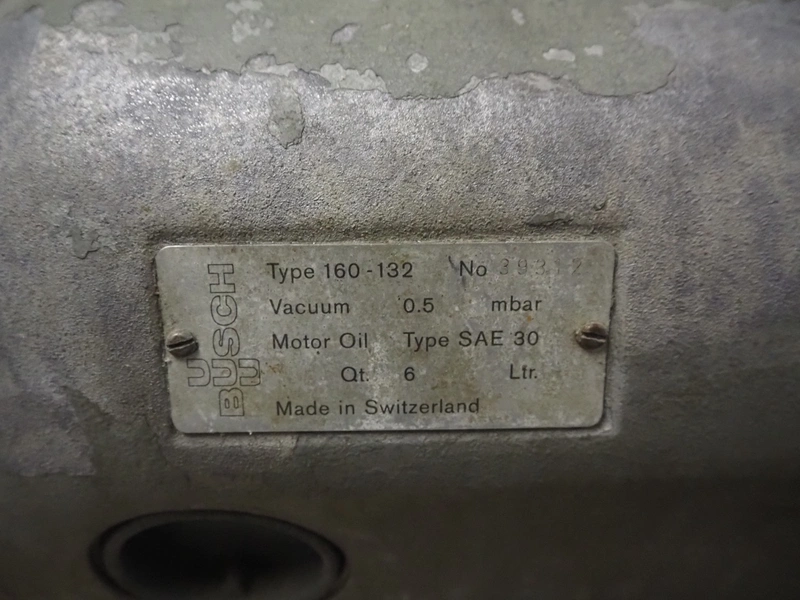 BUSCH
Type 160-132 No
Vacuum 0.5 mbar
Motor Oil Type SAE 30
Qt. 6 Ltr.
Made in Switzerland